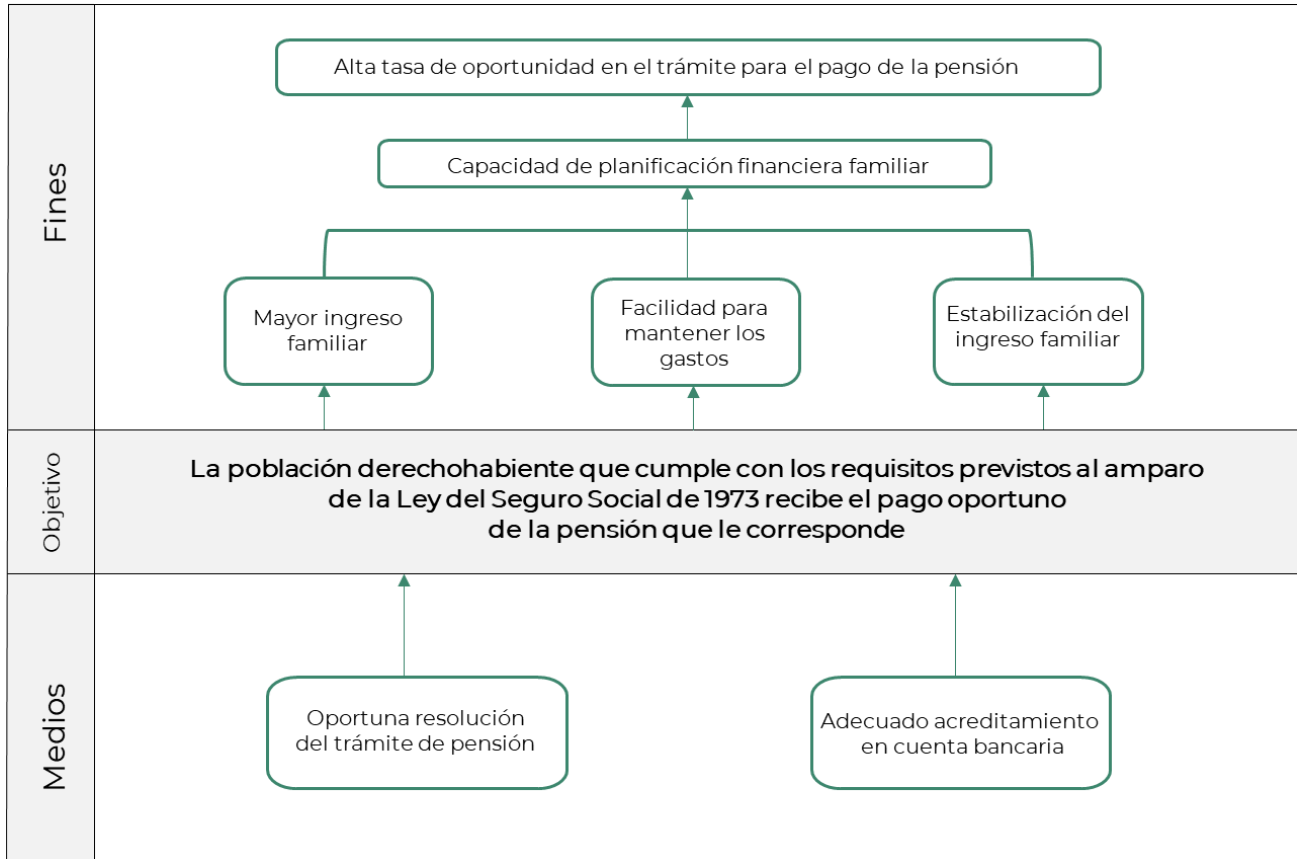 Fines
Alta tasa de oportunidad en el trámite para el pago de la pensión
Capacidad de planificación financiera familiar
Mayor ingreso
familiar
Facilidad para
mantener los
gastos
Estabilización del
ingreso familiar
Objetivo
La población derechohabiente que cumple con los requisitos previstos al amparo
de la Ley del Seguro Social de 1973 recibe el pago oportuno
de la pensión que le corresponde
Medios
Oportuna resolución
del trámite de pensión
Adecuado acreditamiento
en cuenta bancaria